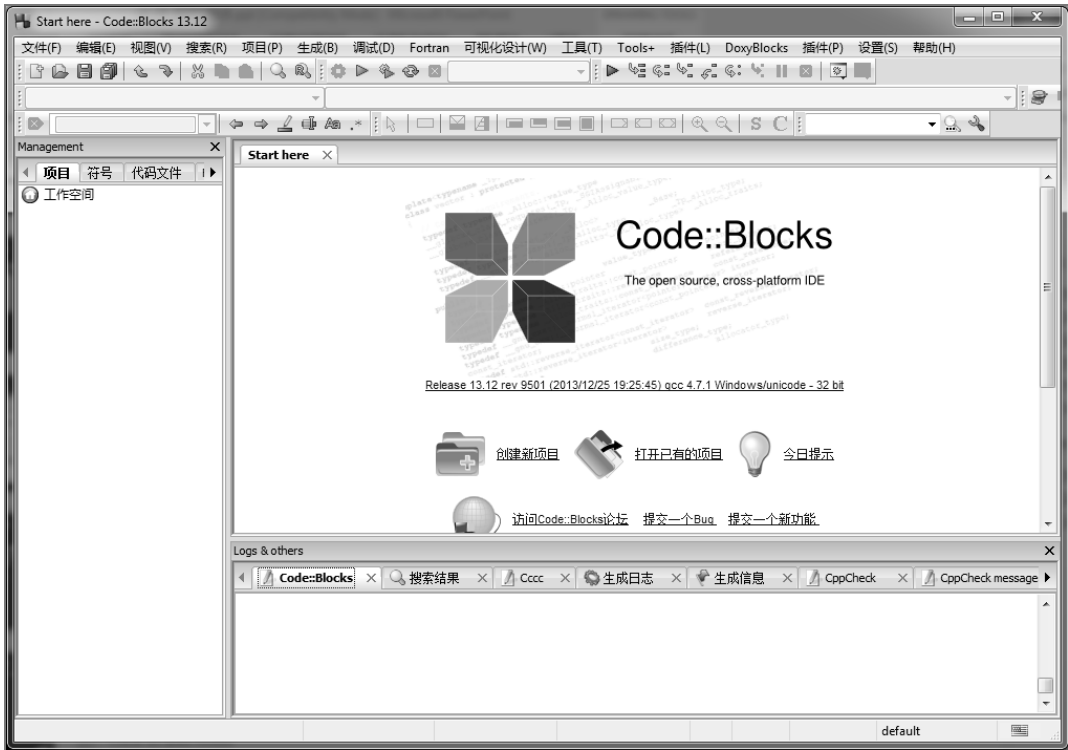 Start here - Code::Blocks 13.12
文件(F) 编辑(E) 视图(V) 搜索(R) 项目(P) 生成(B) 调试(D) Fortran 可视化设计(W) 工具(T) Tools+ 插件(L) DoxyBlocks 插件(P) 设置(S) 帮助(H)
Management
Start here
项目 符号 代码文件
工作空间
Code::Blocks
The open source, cross-platform IDE
Release 13.12 rev 9501 (2013/12/25 19:25:45) gcc 4.7.1 Windows/unicode - 32 bit
创建新项目 打开已有的项目 今日提示
访问Code::Blocks论坛 提交一个Bug 提交一个新功能
Logs & others
Code::Blocks 搜索结果 Cccc 生成日志 生成信息 CppCheck CppCheck message
default